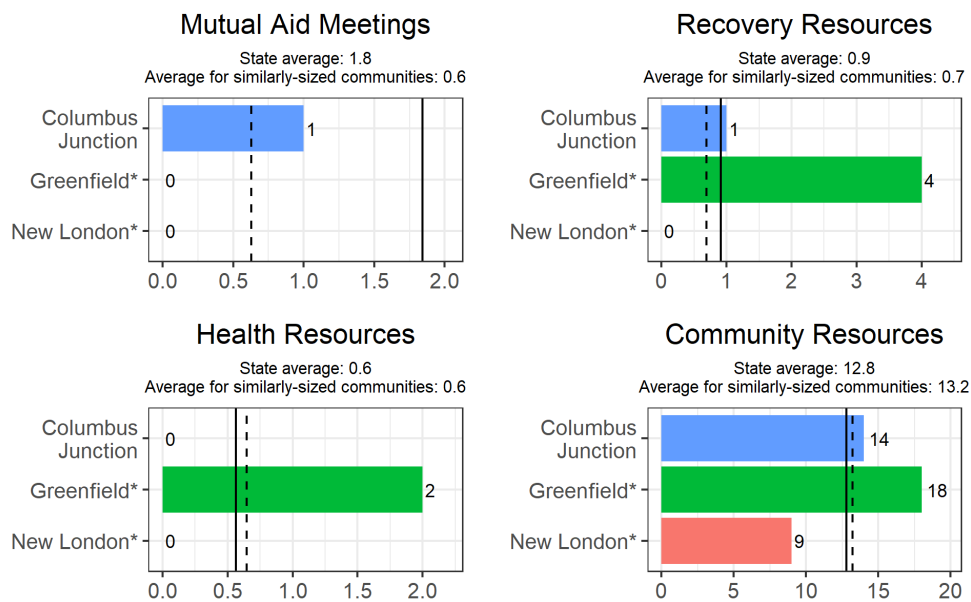 Mutual Aid Meetings
State average: 1.8
Average for similarly-sized communities: 0.6
Columbus
Junction
1
Greenfield*
0
New London*
0
0.0 0.5 1.0 1.5 2.0
Recovery Resources
State average: 0.9
Average for similarly-sized communities: 0.7
Columbus
Junction
1
Greenfield*
4
New London*
0
0 1 2 3 4
Health Resources
State average: 0.6
Average for similarly-sized communities: 0.6
Columbus
Junction
0
Greenfield*
2
New London*
0
0.0 0.5 1.0 1.5 2.0
Community Resources
State average: 12.8
Average for similarly-sized communities: 13.2
Columbus
Junction
14
Greenfield*
18
New London*
9
0 5 10 15 20